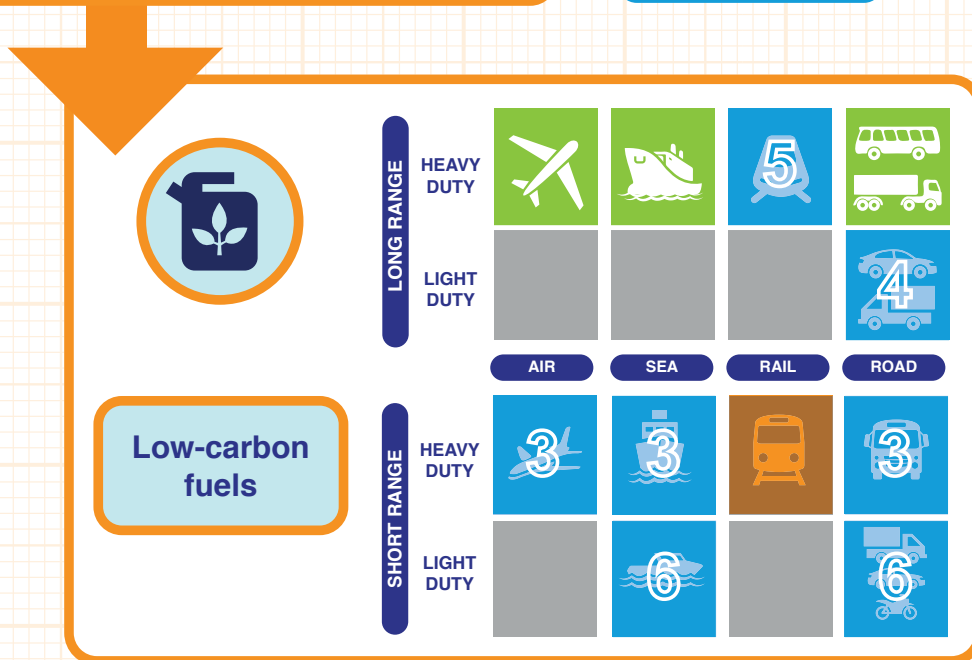 LONG RANGE
HEAVY
DUTY
5
LIGHT
DUTY
4
AIR
SEA
RAIL
ROAD
Low-carbon
fuels
SHORT RANGE
HEAVY
DUTY
3
3
3
LIGHT
DUTY
6
6